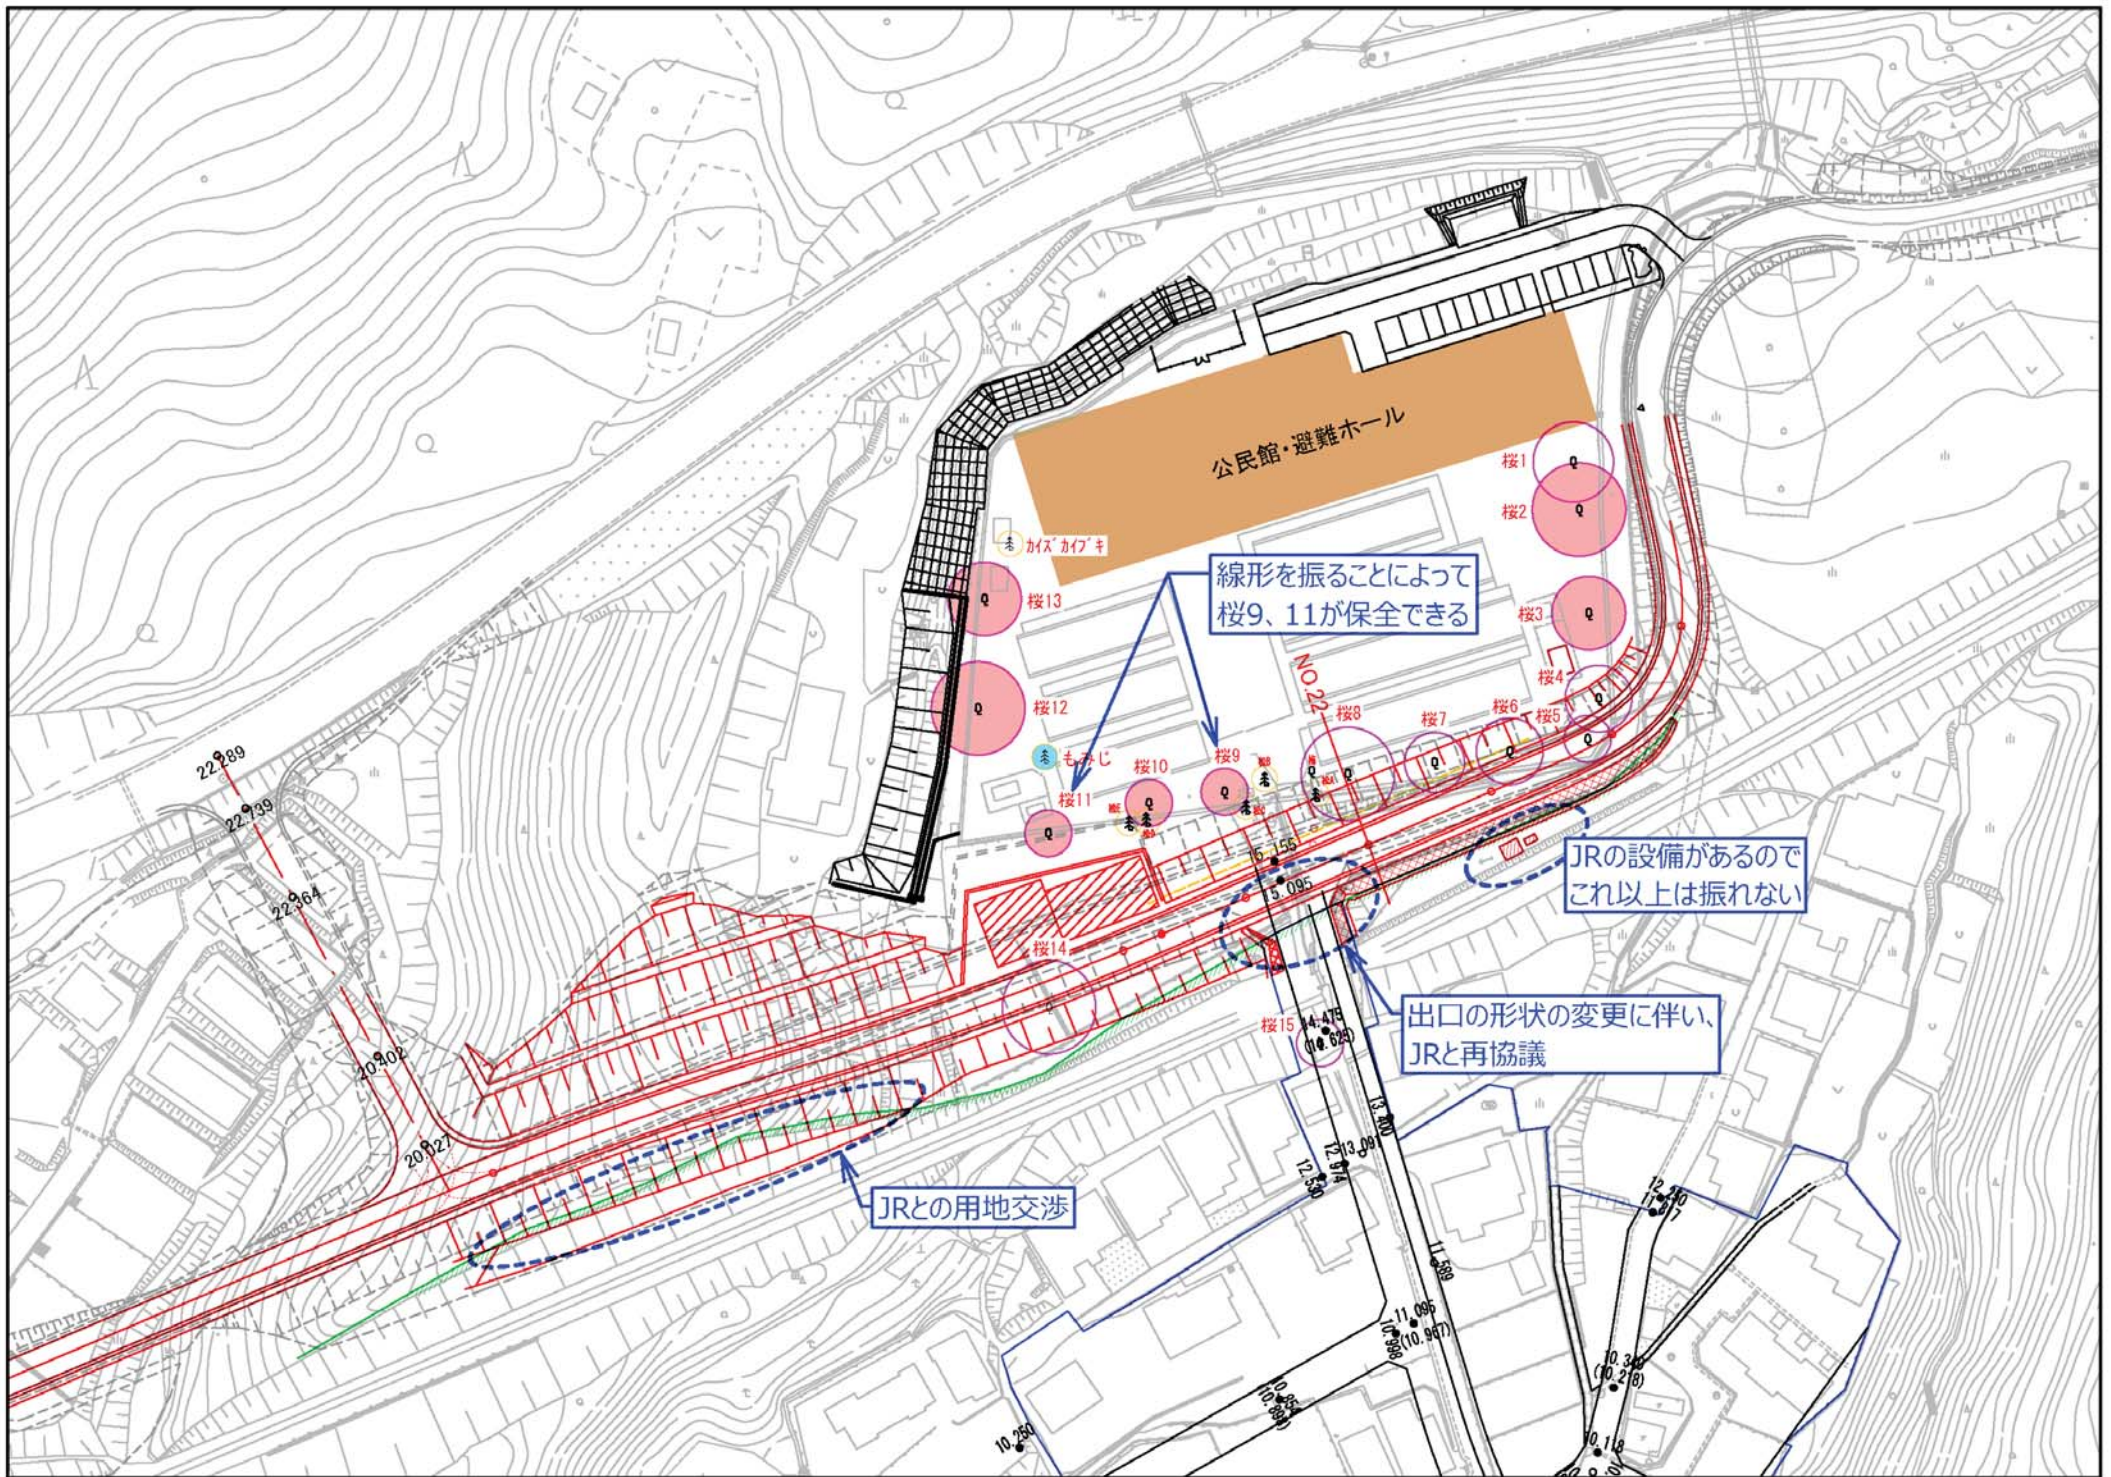 公民館・避難ホール
桜1
桜2
カイズカイブキ
線形を振ることによって
桜9、11が保全できる
桜13
桜3
NO.22
桜4
桜12
桜8
桜7
桜6
桜5
もみじ
桜10
桜9
桜11
22.289
22.739
22.364
20.402
20.027
15.095
JRの設備があるので
これ以上は振れない
桜14
桜15
14.475
出口の形状の変更に伴い、
JRと再協議
13.400
13.091
12.974
12.530
JRとの用地交渉
11.589
11.095
(10.967)
10.998
10.250
(10.218)
10.118